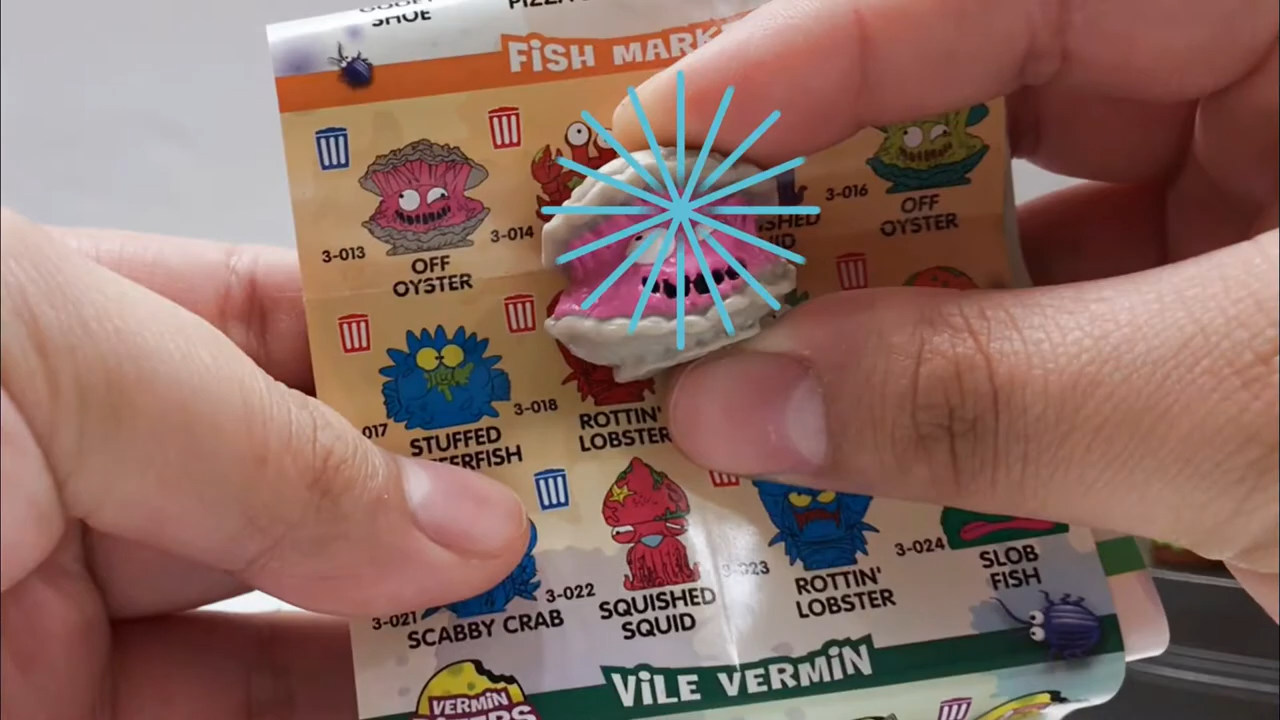 SHOE
FISH MARK
3-013
OFF
OYSTER
3-014
3-016
OFF
OYSTER
017
STUFFED
3-018
ROTTIN'
LOBSTER
3-021
SCABBY CRAB
3-022
SQUISHED
SQUID
ROTTIN'
LOBSTER
3-024
SLOB
FISH
VILE VERMIN
VERMIN